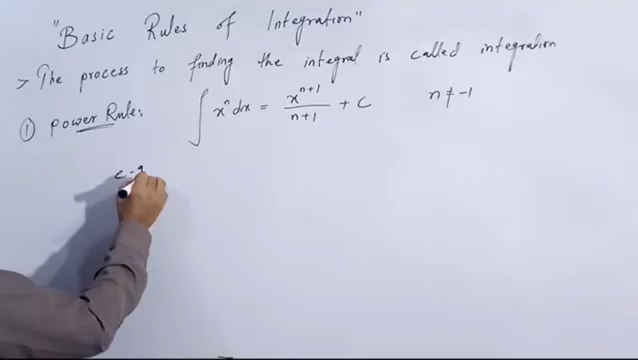 "Basic Rules of Integration"
> The process to finding the integral is called integration
① Power Rule: ∫ xⁿ dx = xⁿ⁺¹/n+1 + C n ≠ -1
e.g